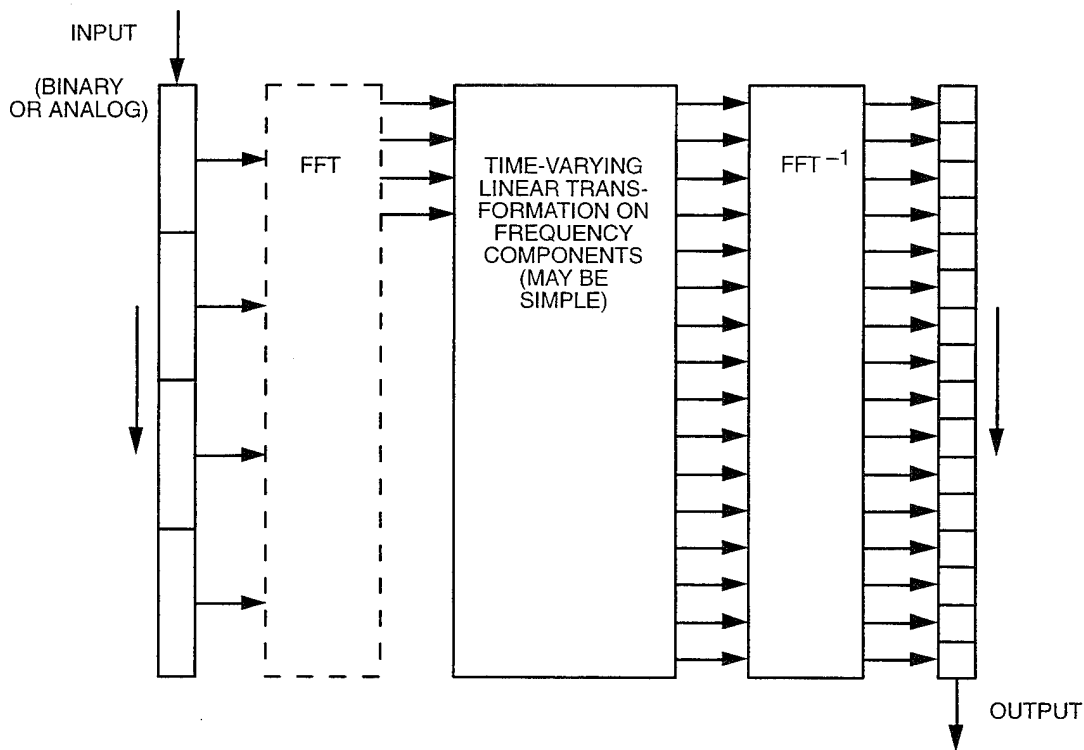 INPUT
(BINARY
OR ANALOG)
FFT
TIME-VARYING
LINEAR TRANS-
FORMATION ON
FREQUENCY
COMPONENTS
(MAY BE
SIMPLE)
FFT⁻¹
OUTPUT